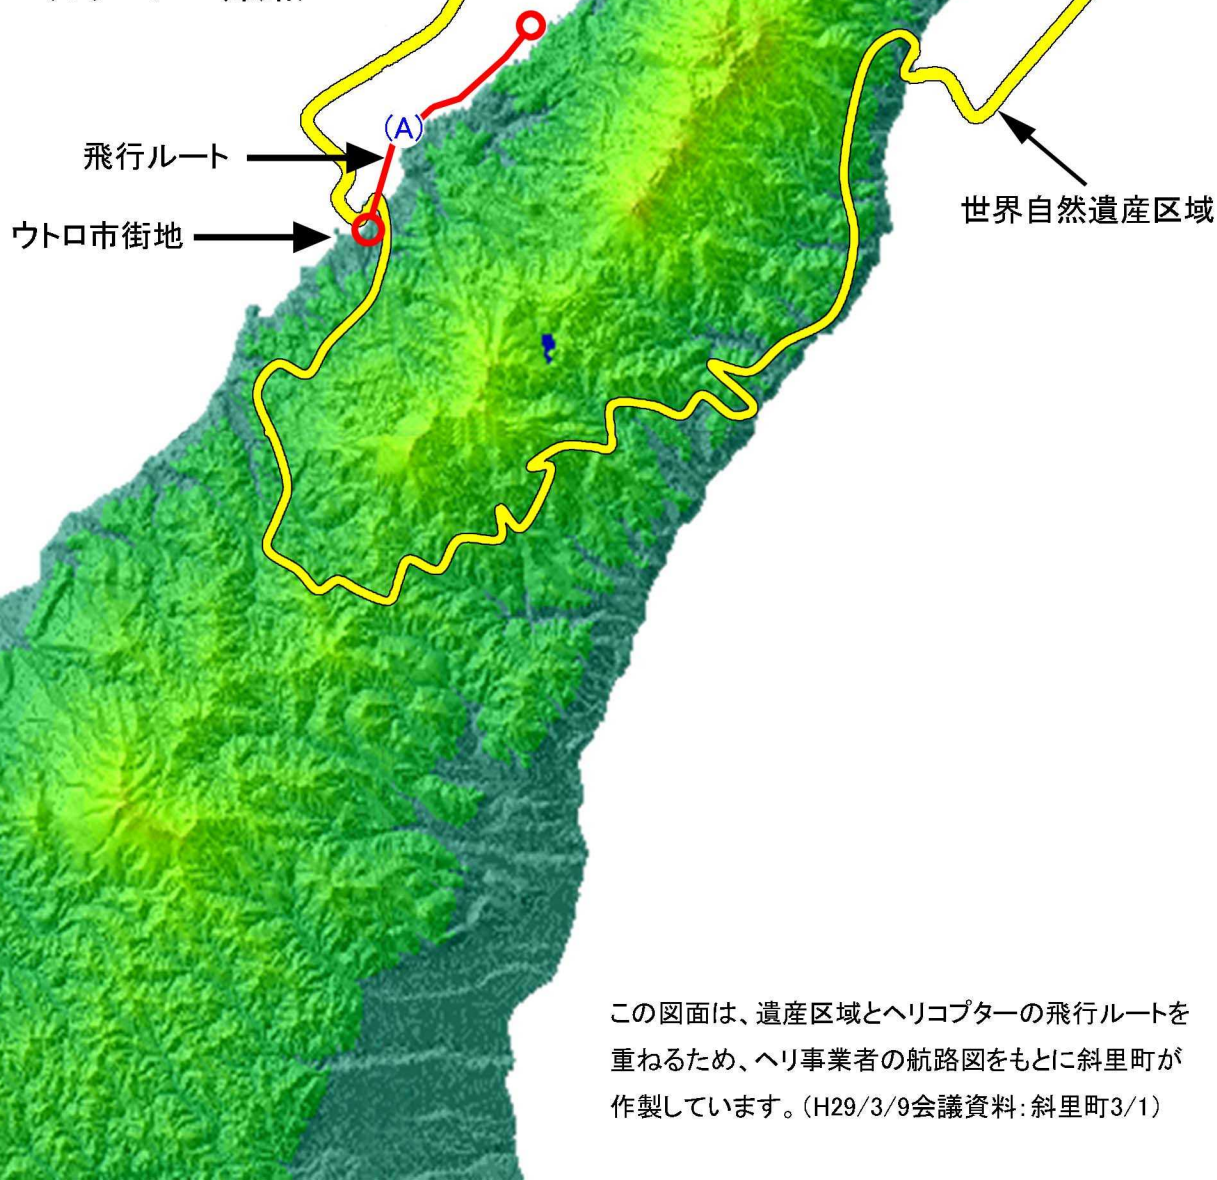 (A)
飛行ルート
世界自然遺産区域
ウトロ市街地
この図面は、遺産区域とヘリコプターの飛行ルートを
重ねるため、ヘリ事業者の航路図をもとに斜里町が
作製しています。(H29/3/9会議資料:斜里町3/1)